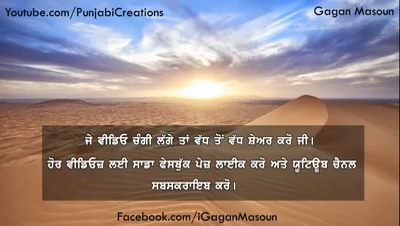 Youtube.com/PunjabiCreations
Gagan Masoun
ਜੇ ਵੀਡਿਓ ਚੰਗੀ ਲੱਗੇ ਤਾਂ ਵੱਧ ਤੋਂ ਵੱਧ ਸ਼ੇਅਰ ਕਰੋ ਜੀ।
ਹੋਰ ਵੀਡਿਓਜ਼ ਲਈ ਸਾਡਾ ਫੇਸਬੁੱਕ ਪੇਜ਼ ਲਾਈਕ ਕਰੋ ਅਤੇ ਯੂਟਿਊਬ ਚੈਨਲ
ਸਬਸਕਰਾਇਬ ਕਰੋ।
Facebook.com/iGaganMasoun